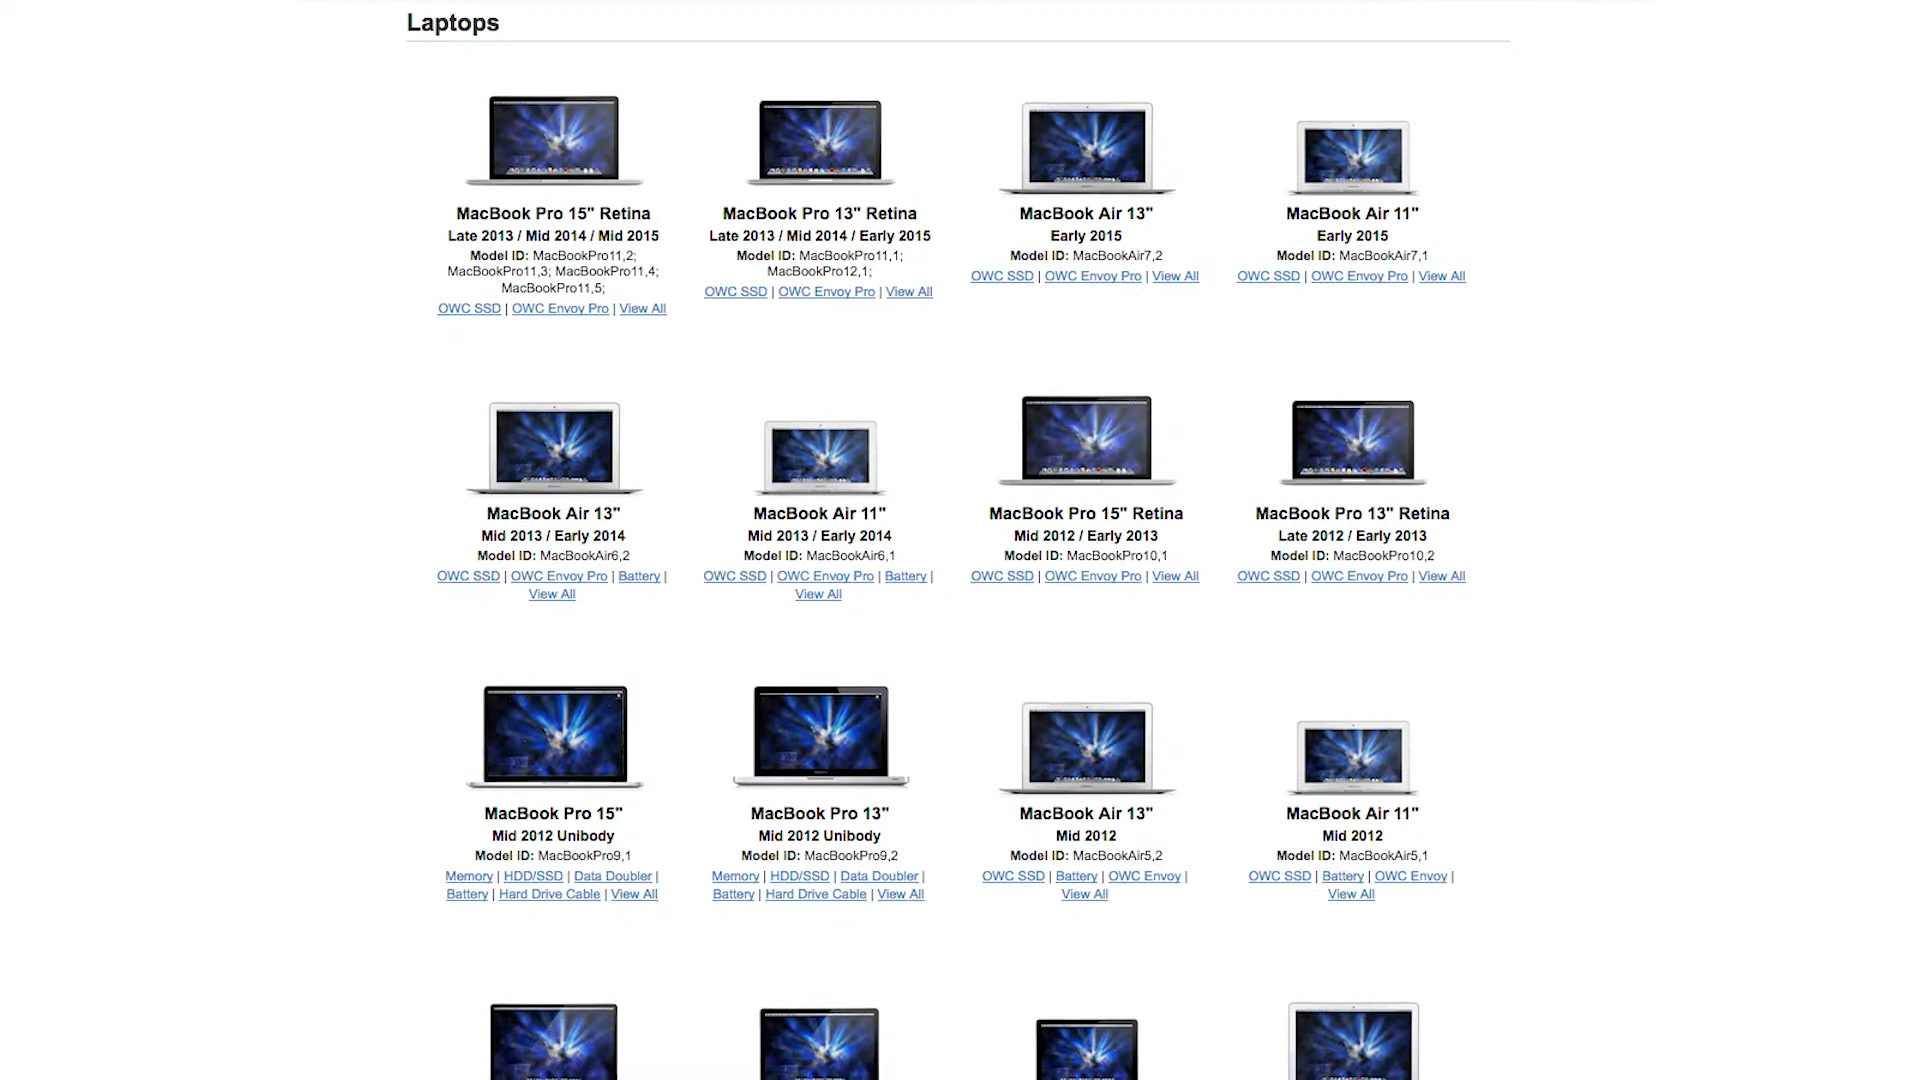 Laptops
MacBook Pro 15" Retina
Late 2013 / Mid 2014 / Mid 2015
Model ID: MacBookPro11,2;
MacBookPro11,3; MacBookPro11,4;
MacBookPro11,5;
OWC SSD | OWC Envoy Pro | View All
MacBook Pro 13" Retina
Late 2013 / Mid 2014 / Early 2015
Model ID: MacBookPro11,1;
MacBookPro12,1;
OWC SSD | OWC Envoy Pro | View All
MacBook Air 13"
Early 2015
Model ID: MacBookAir7,2
OWC SSD | OWC Envoy Pro | View All
MacBook Air 11"
Early 2015
Model ID: MacBookAir7,1
OWC SSD | OWC Envoy Pro | View All
MacBook Air 13"
Mid 2013 / Early 2014
Model ID: MacBookAir6,2
OWC SSD | OWC Envoy Pro | Battery |
View All
MacBook Air 11"
Mid 2013 / Early 2014
Model ID: MacBookAir6,1
OWC SSD | OWC Envoy Pro | Battery |
View All
MacBook Pro 15" Retina
Mid 2012 / Early 2013
Model ID: MacBookPro10,1
OWC SSD | OWC Envoy Pro | View All
MacBook Pro 13" Retina
Late 2012 / Early 2013
Model ID: MacBookPro10,2
OWC SSD | OWC Envoy Pro | View All
MacBook Pro 15"
Mid 2012 Unibody
Model ID: MacBookPro9,1
Memory | HDD/SSD | Data Doubler |
Battery | Hard Drive Cable | View All
MacBook Pro 13"
Mid 2012 Unibody
Model ID: MacBookPro9,2
Memory | HDD/SSD | Data Doubler |
Battery | Hard Drive Cable | View All
MacBook Air 13"
Mid 2012
Model ID: MacBookAir5,2
OWC SSD | Battery | OWC Envoy |
View All
MacBook Air 11"
Mid 2012
Model ID: MacBookAir5,1
OWC SSD | Battery | OWC Envoy |
View All